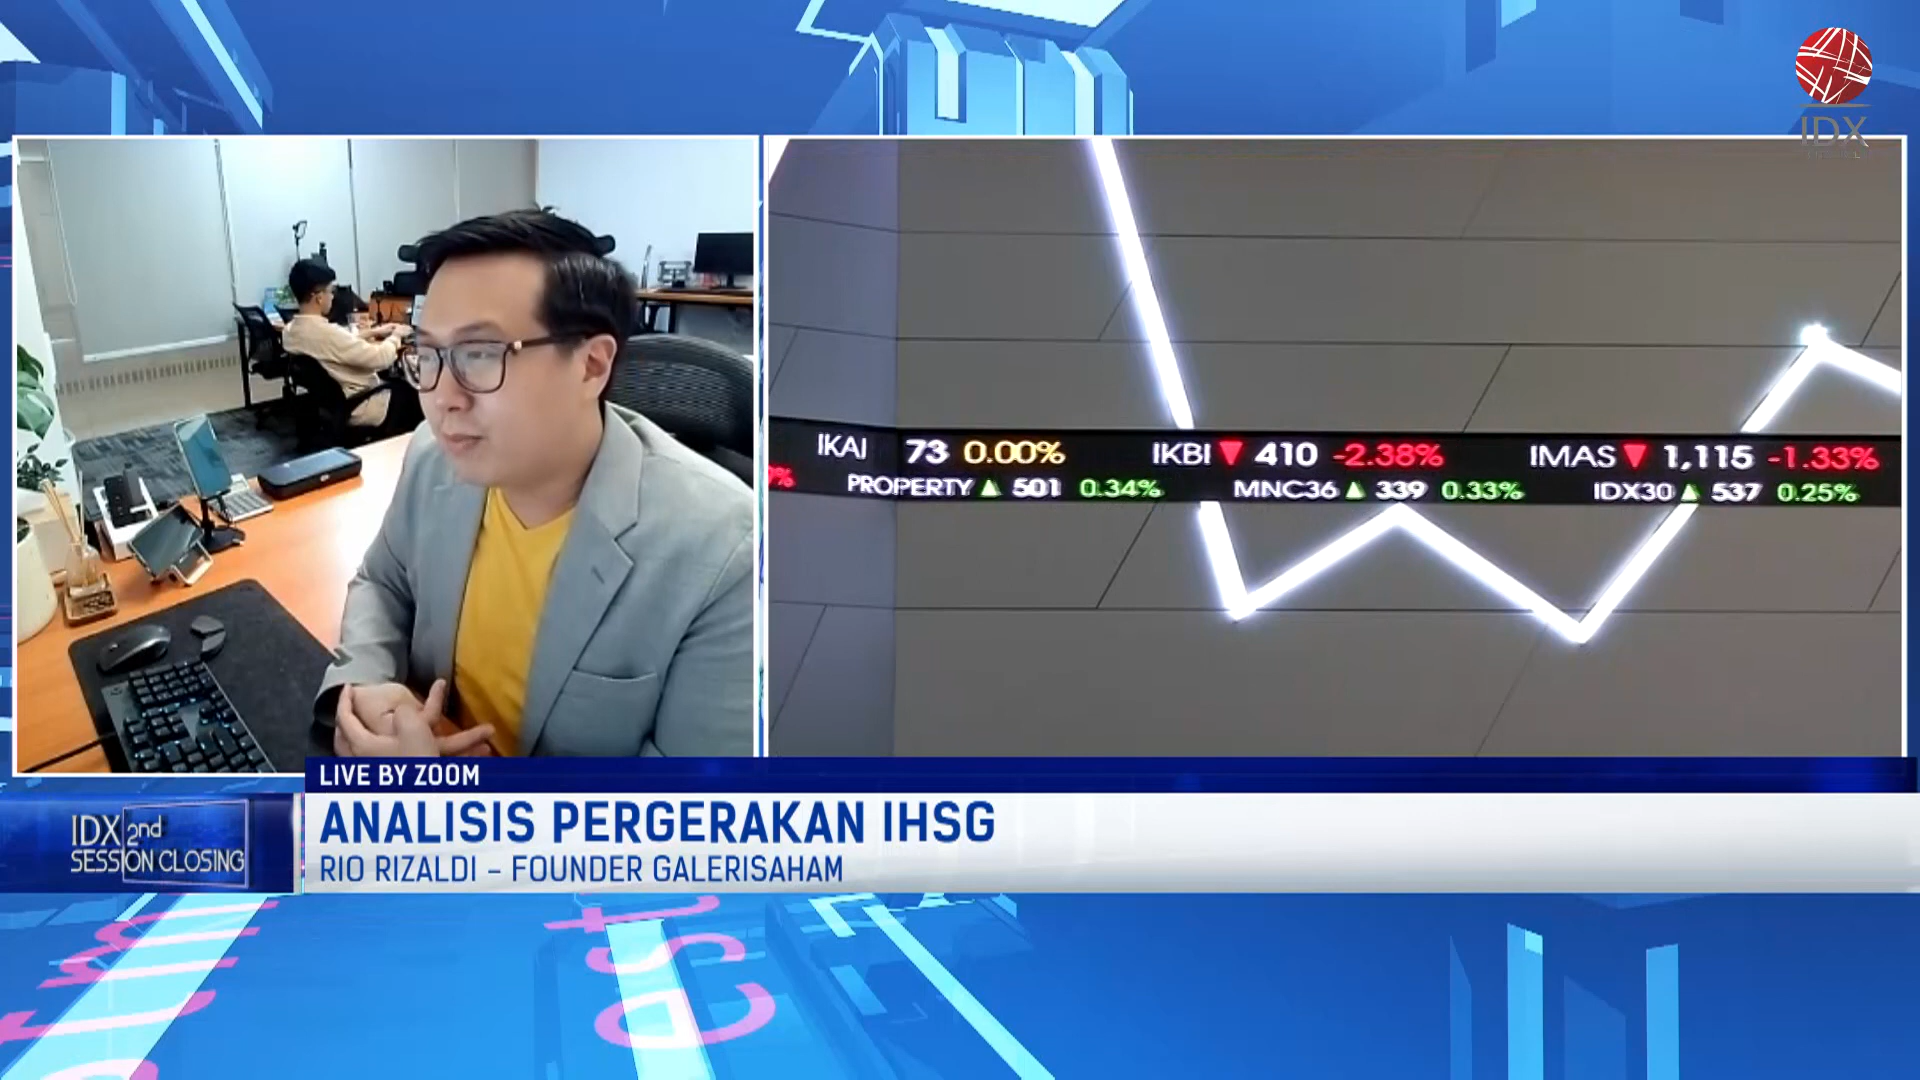 IDX
IKAI 73 0.00% IKBI ▼ 410 -2.38% IMAS ▼ 1,115 -1.33%
% PROPERTY ▲ 501 0.34% MNC36 ▲ 339 0.33% IDX30 ▲ 537 0.25%
LIVE BY ZOOM
ANALISIS PERGERAKAN IHSG
RIO RIZALDI – FOUNDER GALERISAHAM
IDX 2nd
SESSION CLOSING